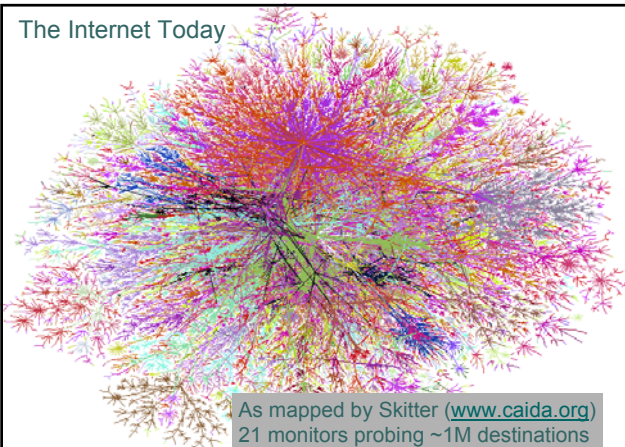 The Internet Today
As mapped by Skitter (www.caida.org)
21 monitors probing ~1M destinations